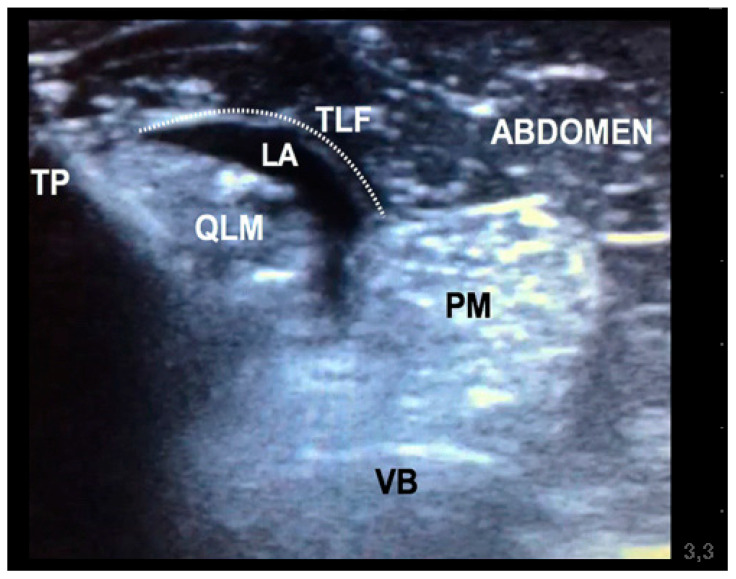 TLF
ABDOMEN
LA
TP
QLM
PM
VB
3,3